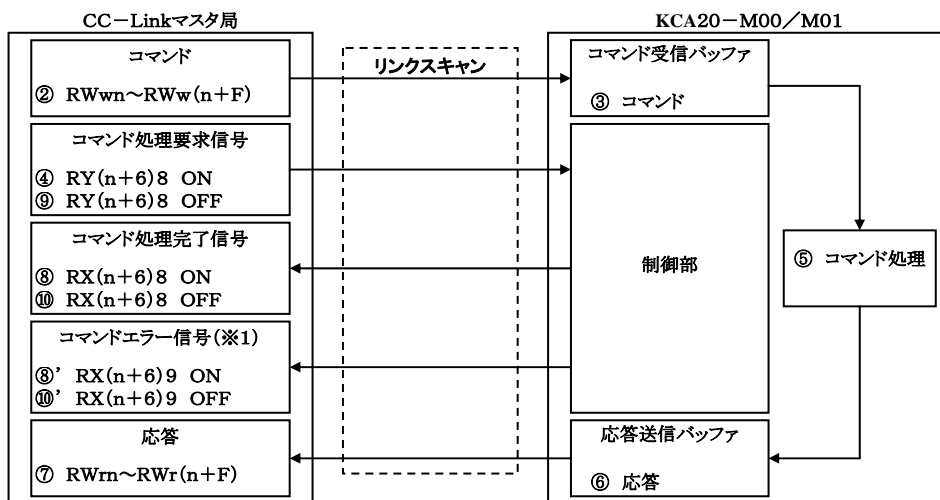 CC-Linkマスタ局
コマンド
② RWwn～RWw(n+F)
コマンド処理要求信号
④ RY(n+6)8 ON
⑨ RY(n+6)8 OFF
コマンド処理完了信号
⑧ RX(n+6)8 ON
⑩ RX(n+6)8 OFF
コマンドエラー信号(※1)
⑧' RX(n+6)9 ON
⑩' RX(n+6)9 OFF
応答
⑦ RWrn～RWr(n+F)
リンクスキャン
KCA20-M00/M01
コマンド受信バッファ
③ コマンド
制御部
⑤ コマンド処理
応答送信バッファ
⑥ 応答